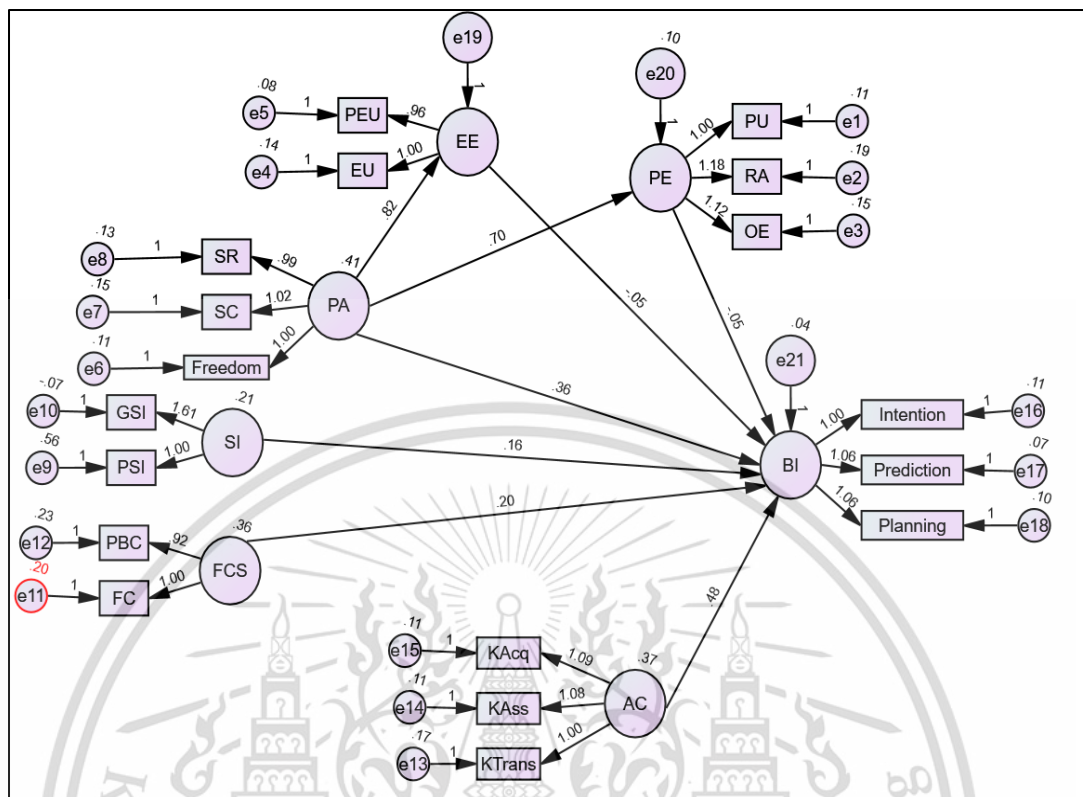 e19
.10
e20
.08
e5
1
PEU
.96
1
EE
1
PE
1.00
PU
1
.11
e1
.14
e4
1
EU
1.00
1.18
RA
1
.19
e2
1.12
OE
1
.15
e3
.82
.70
.13
e8
1
SR
.99
.41
PA
.15
e7
1
SC
1.02
-.05
-.05
.11
e6
1
Freedom
1.00
.04
e21
1
.36
-.07
e10
1
GSI
1.61
.21
SI
.56
e9
1
PSI
1.00
.16
BI
1.00
Intention
1
.11
e16
1.06
Prediction
1
.07
e17
1.06
Planning
1
.10
e18
.20
.23
e12
1
PBC
.92
.36
FCS
.20
e11
1
FC
1.00
.48
.11
e15
1
KAcq
1.09
.37
AC
.11
e14
1
KAss
1.08
.17
e13
1
KTrans
1.00
K
g